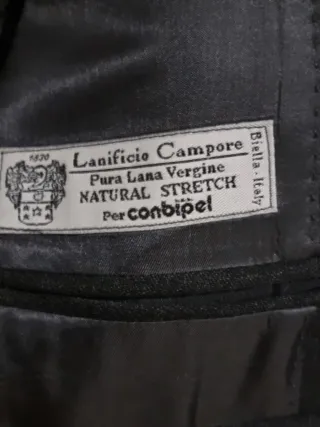 1830
Lanificio Campore
Pura Lana Vergine
NATURAL STRETCH
Per conbipel
Biella - Italy